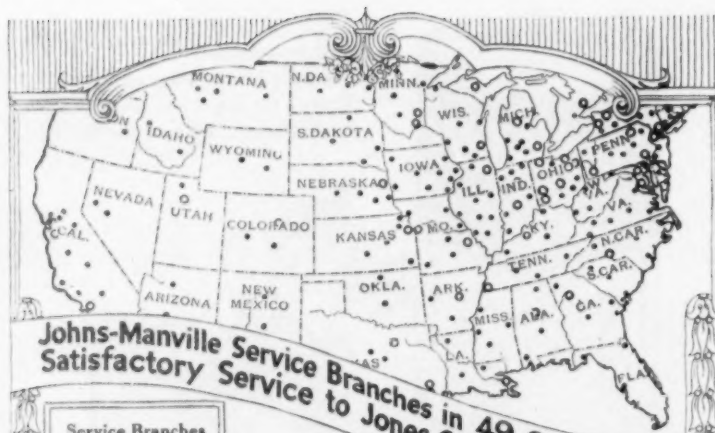 MONTANA
N.DA
MINN.
WIS.
MICH.
IDAHO
S.DAKOTA
WYOMING
IOWA
NEBRASKA
ILL.
IND.
OHIO
PENN.
NEVADA
UTAH
COLORADO
CAL.
KANSAS
MO.
KY.
VA.
N.CAR.
TENN.
S.CAR.
ARIZONA
NEW
MEXICO
OKLA.
ARK.
MISS.
ALA.
GA.
LA.
FLA.
Johns-Manville Service Branches in 49
Satisfactory Service to Jones
Service Branches